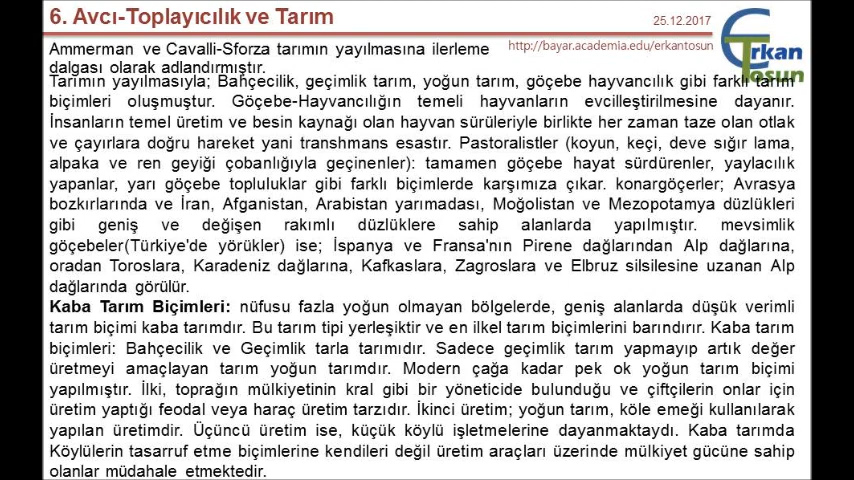 6. Avcı-Toplayıcılık ve Tarım
25.12.2017
Ammerman ve Cavalli-Sforza tarımın yayılmasına ilerleme
http://bayar.academia.edu/erkantosun
dalgası olarak adlandırmıştır.
Erkan
Tosun
Tarımın yayılmasıyla; Bahçecilik, geçimlik tarım, yoğun tarım, göçebe hayvancılık gibi farklı tarım
biçimleri oluşmuştur. Göçebe-Hayvancılığın temeli hayvanların evcilleştirilmesine dayanır.
İnsanların temel üretim ve besin kaynağı olan hayvan sürüleriyle birlikte her zaman taze olan otlak
ve çayırlara doğru hareket yani transhmans esastır. Pastoralistler (koyun, keçi, deve sığır lama,
alpaka ve ren geyiği çobanlığıyla geçinenler): tamamen göçebe hayat sürdürenler, yaylacılık
yapanlar, yarı göçebe topluluklar gibi farklı biçimlerde karşımıza çıkar. konargöçerler; Avrasya
bozkırlarında ve İran, Afganistan, Arabistan yarımadası, Moğolistan ve Mezopotamya düzlükleri
gibi geniş ve değişen rakımlı düzlüklere sahip alanlarda yapılmıştır. mevsimlik
göçebeler(Türkiye'de yörükler) ise; İspanya ve Fransa'nın Pirene dağlarından Alp dağlarına,
oradan Toroslara, Karadeniz dağlarına, Kafkaslara, Zagroslara ve Elbruz silsilesine uzanan Alp
dağlarında görülür.
Kaba Tarım Biçimleri: nüfusu fazla yoğun olmayan bölgelerde, geniş alanlarda düşük verimli
tarım biçimi kaba tarımdır. Bu tarım tipi yerleşiktir ve en ilkel tarım biçimlerini barındırır. Kaba tarım
biçimleri: Bahçecilik ve Geçimlik tarla tarımıdır. Sadece geçimlik tarım yapmayıp artık değer
üretmeyi amaçlayan tarım yoğun tarımdır. Modern çağa kadar pek ok yoğun tarım biçimi
yapılmıştır. İlki, toprağın mülkiyetinin kral gibi bir yöneticide bulunduğu ve çiftçilerin onlar için
üretim yaptığı feodal veya haraç üretim tarzıdır. İkinci üretim; yoğun tarım, köle emeği kullanılarak
yapılan üretimdir. Üçüncü üretim ise, küçük köylü işletmelerine dayanmaktaydı. Kaba tarımda
Köylülerin tasarruf etme biçimlerine kendileri değil üretim araçları üzerinde mülkiyet gücüne sahip
olanlar müdahale etmektedir.